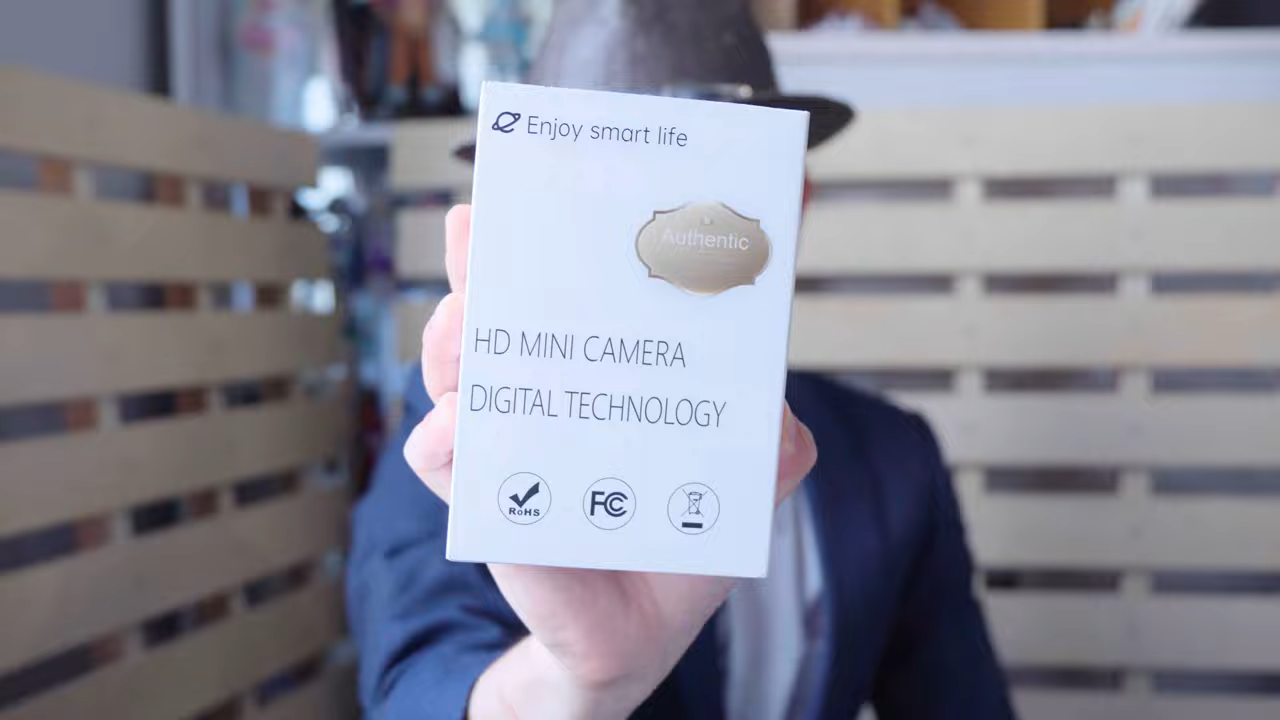 Enjoy smart life
Authentic
HD MINI CAMERA
DIGITAL TECHNOLOGY
RoHS
FC